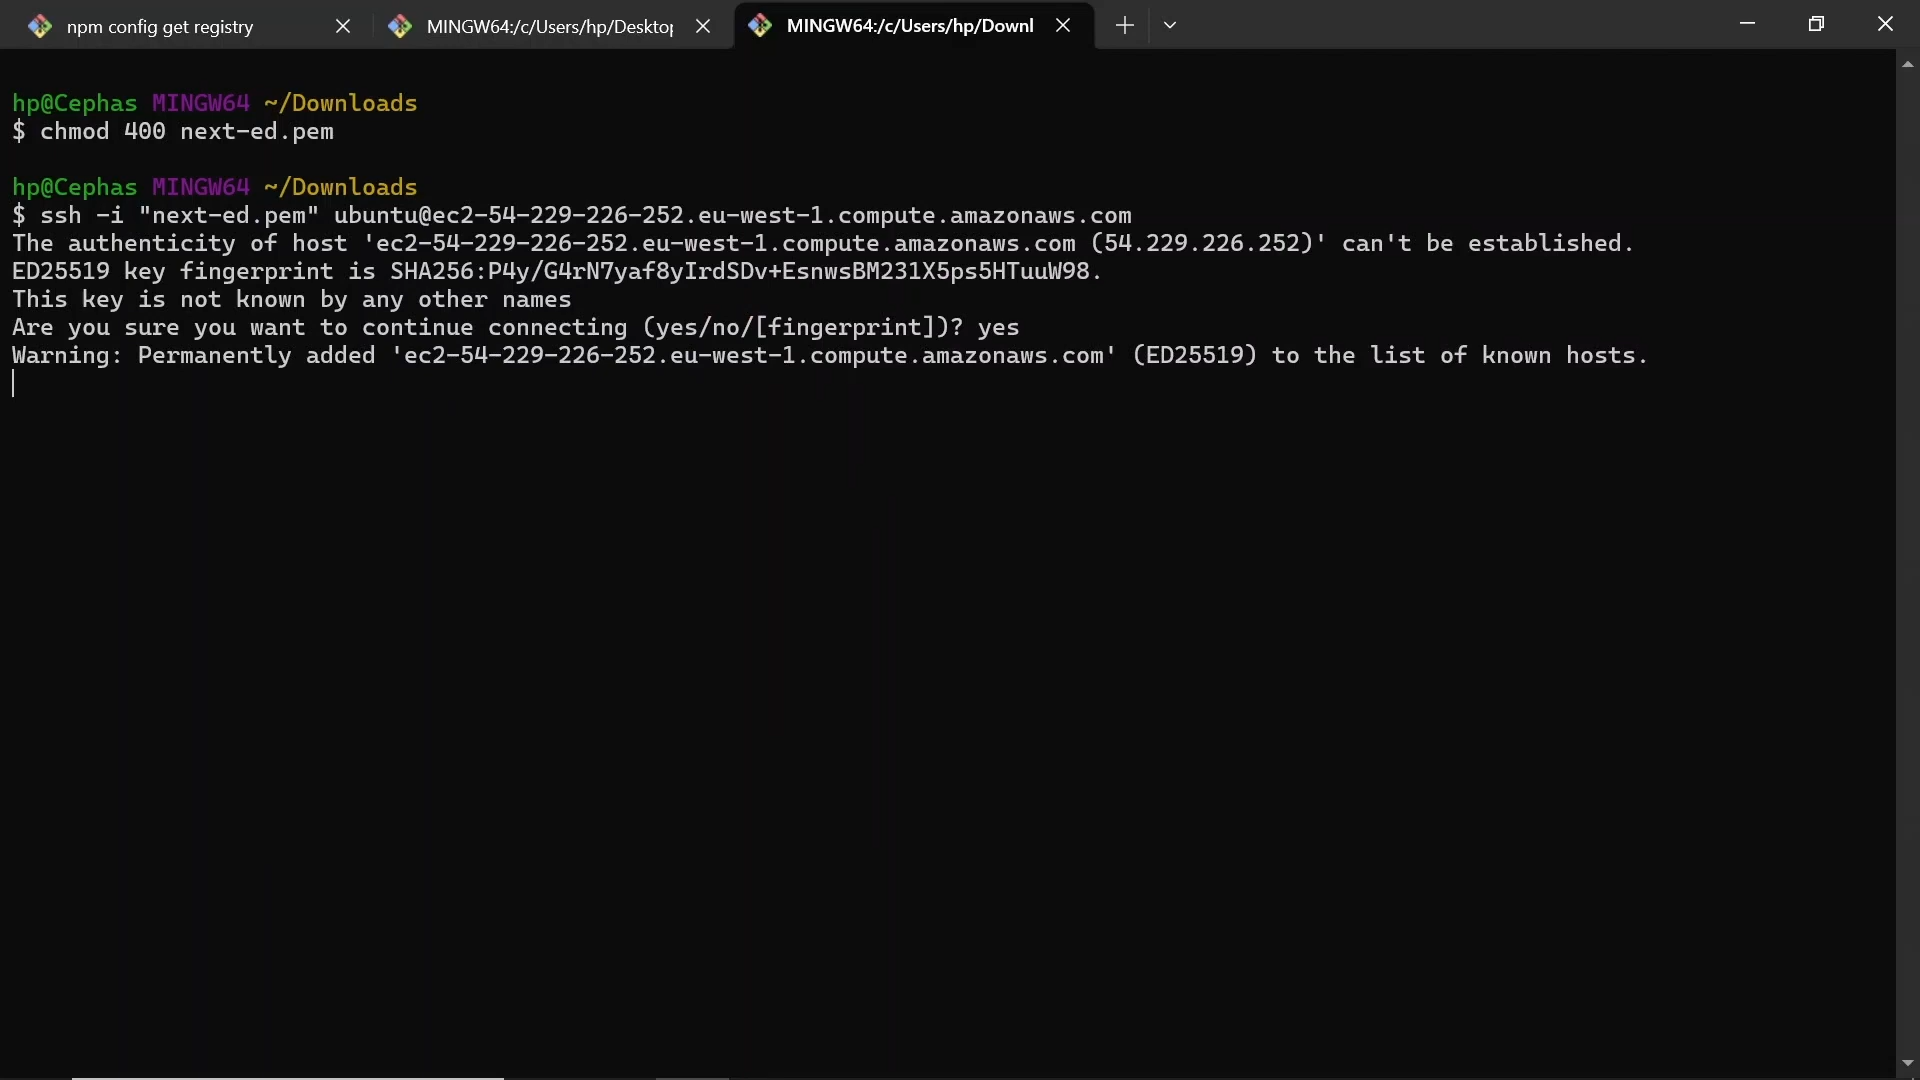 npm config get registry
MINGW64:/c/Users/hp/Desktop
MINGW64:/c/Users/hp/Downl
hp@Cephas MINGW64 ~/Downloads
$ chmod 400 next-ed.pem
hp@Cephas MINGW64 ~/Downloads
$ ssh -i "next-ed.pem" ubuntu@ec2-54-229-226-252.eu-west-1.compute.amazonaws.com
The authenticity of host 'ec2-54-229-226-252.eu-west-1.compute.amazonaws.com (54.229.226.252)' can't be established.
ED25519 key fingerprint is SHA256:P4y/G4rN7yaf8yIrdSDv+EsnwsBM231X5ps5HTuuW98.
This key is not known by any other names
Are you sure you want to continue connecting (yes/no/[fingerprint])? yes
Warning: Permanently added 'ec2-54-229-226-252.eu-west-1.compute.amazonaws.com' (ED25519) to the list of known hosts.